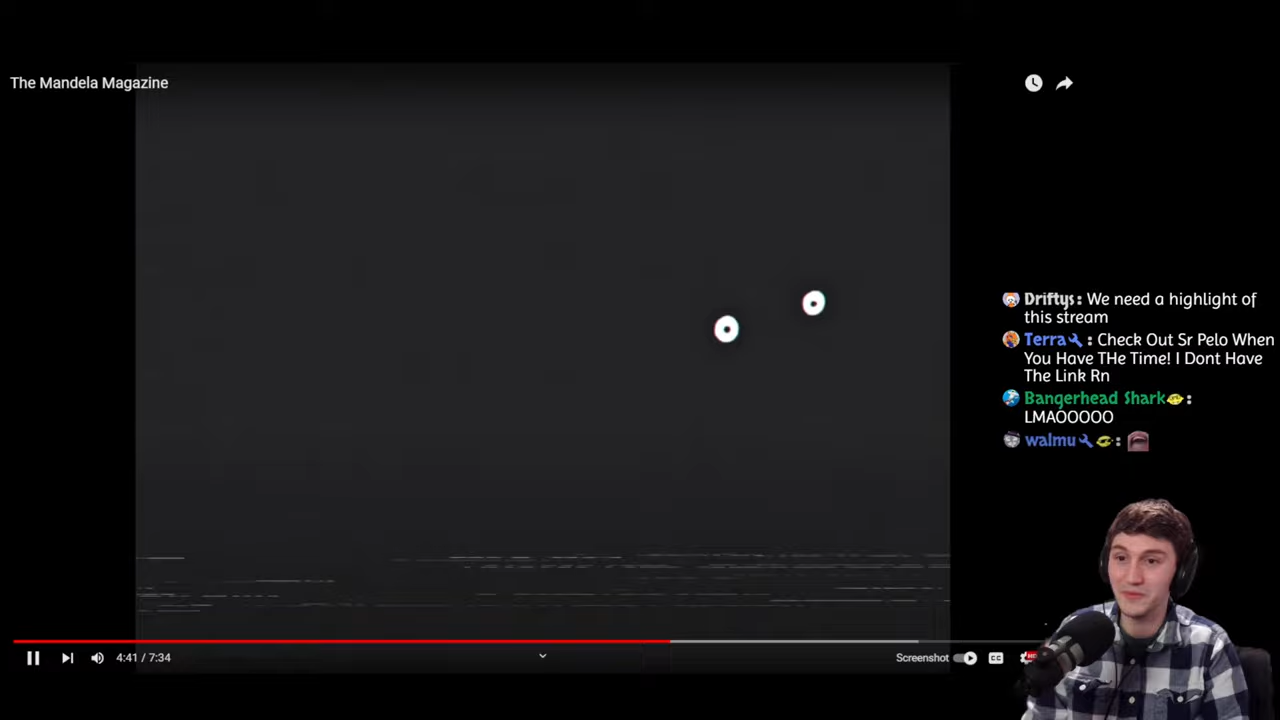 The Mandela Magazine
Driftys: We need a highlight of
this stream
Terra: Check Out Sr Pelo When
You Have THe Time! I Dont Have
The Link Rn
Bangerhead Shark:
LMAOOOOO
walmu:
4:41 / 7:34
Screenshot
CC